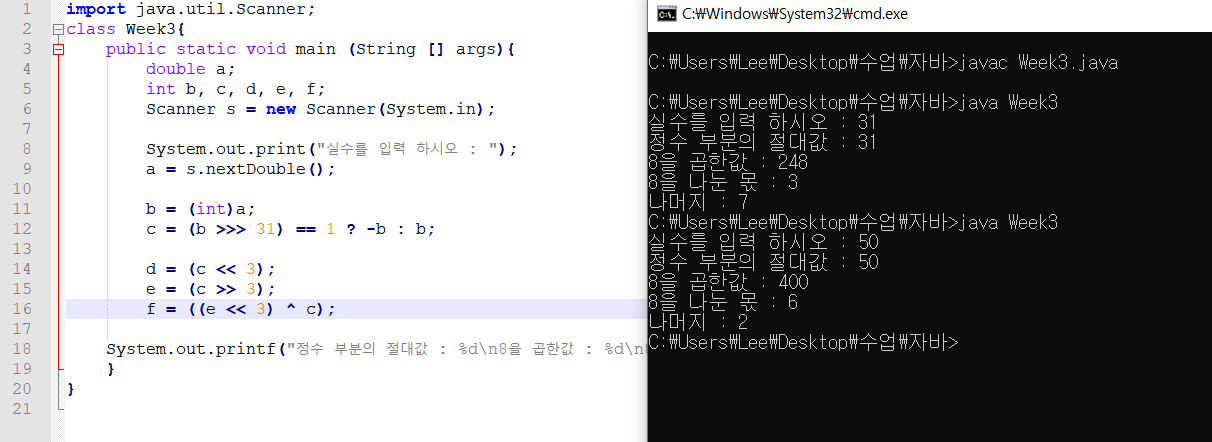 1 import java.util.Scanner;
2 class Week3{
3 public static void main (String [] args){
4 double a;
5 int b, c, d, e, f;
6 Scanner s = new Scanner(System.in);
7
8 System.out.print("실수를 입력 하시오 : ");
9 a = s.nextDouble();
10
11 b = (int)a;
12 c = (b >>> 31) == 1 ? -b : b;
13
14 d = (c << 3);
15 e = (c >> 3);
16 f = ((e << 3) ^ c);
17
18 System.out.printf("정수 부분의 절대값 : %d\n8을 곱한값 : %d\n
19 }
20 }
21
C:\Windows\System32\cmd.exe
C:\Users\Lee\Desktop\수업\자바>javac Week3.java
C:\Users\Lee\Desktop\수업\자바>java Week3
실수를 입력 하시오 : 31
정수 부분의 절대값 : 31
8을 곱한값 : 248
8을 나눈 몫 : 3
나머지 : 7
C:\Users\Lee\Desktop\수업\자바>java Week3
실수를 입력 하시오 : 50
정수 부분의 절대값 : 50
8을 곱한값 : 400
8을 나눈 몫 : 6
나머지 : 2
C:\Users\Lee\Desktop\수업\자바>